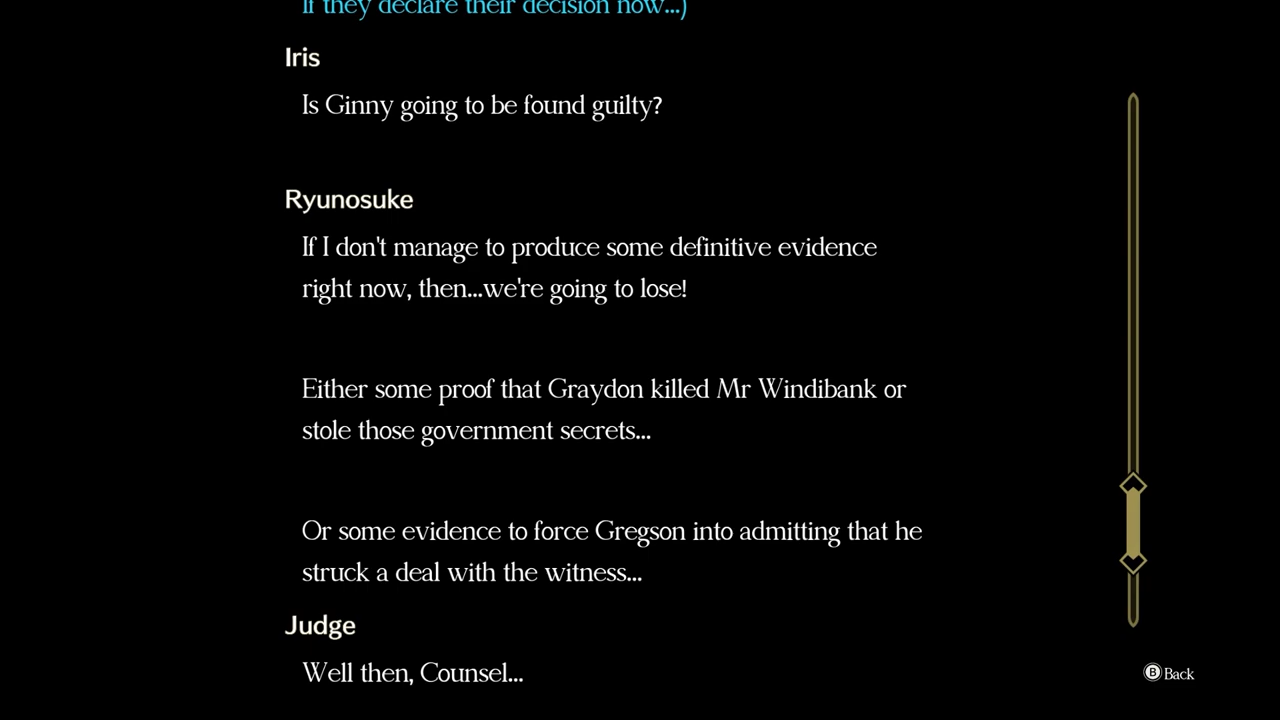 If they declare their decision now...)
Iris
Is Ginny going to be found guilty?
Ryunosuke
If I don't manage to produce some definitive evidence
right now, then...we're going to lose!
Either some proof that Graydon killed Mr Windibank or
stole those government secrets...
Or some evidence to force Gregson into admitting that he
struck a deal with the witness...
Judge
Well then, Counsel...
B Back